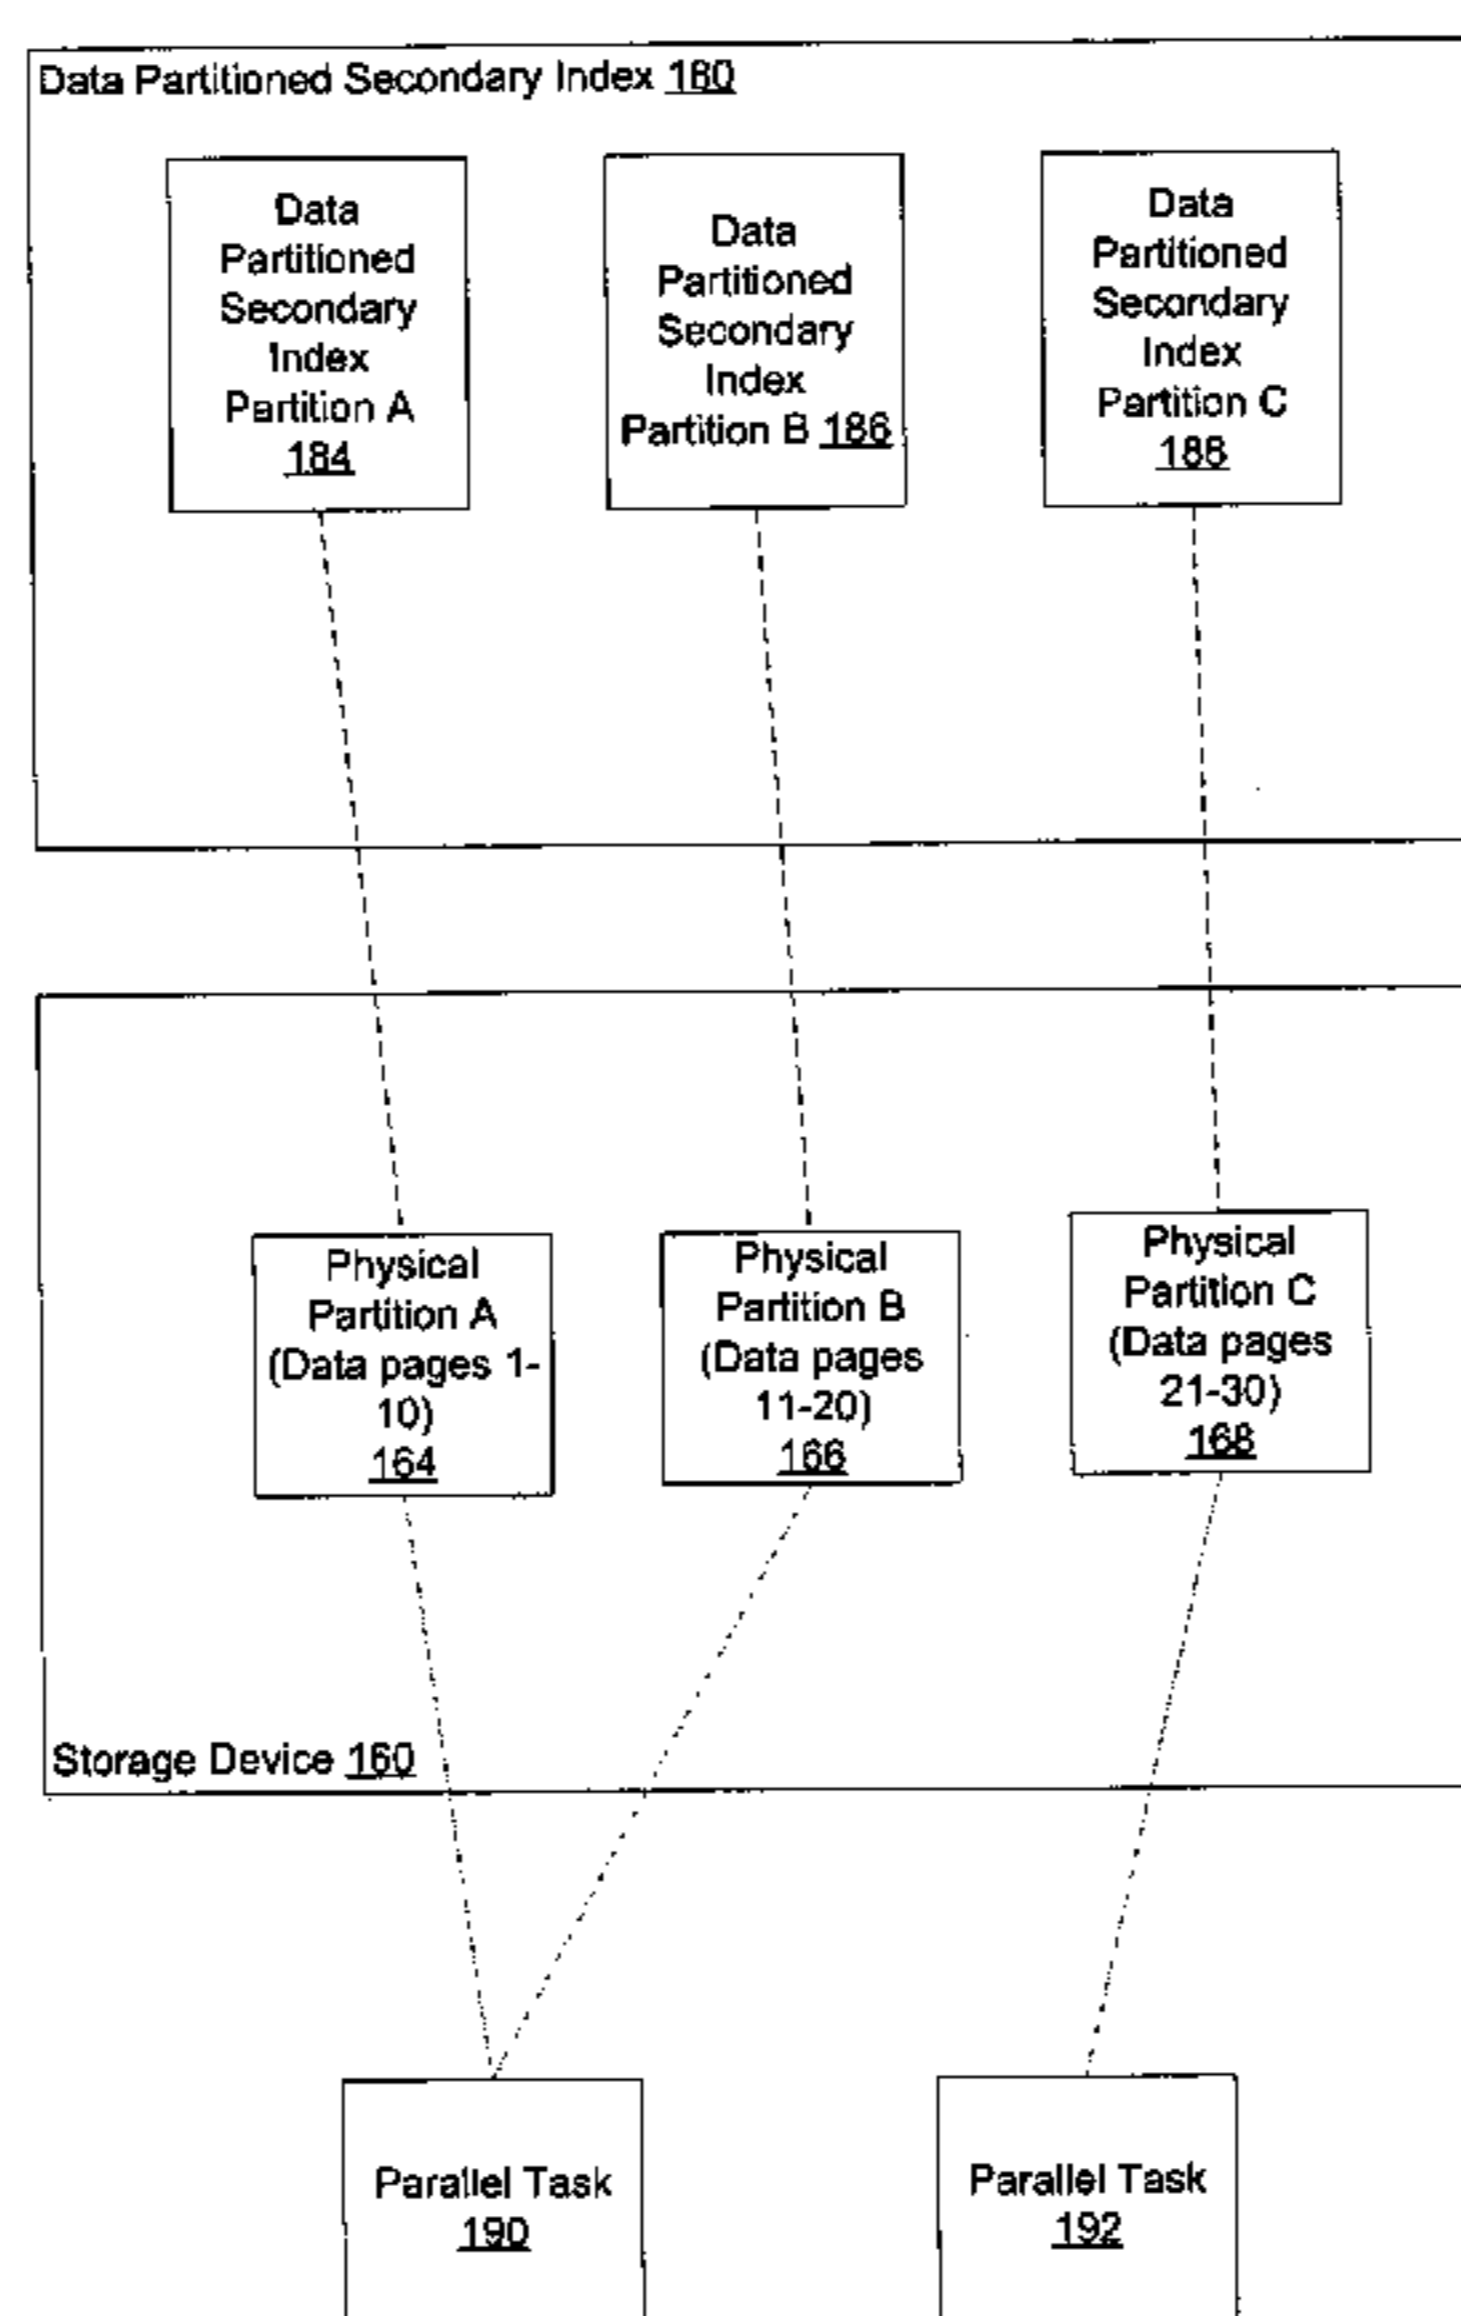 Data Partitioned Secondary Index 180
Data
Partitioned
Secondary
Index
Partition A
184
Data
Partitioned
Secondary
Index
Partition B 186
Data
Partitioned
Secondary
Index
Partition C
188
Physical
Partition A
(Data pages 1-
10)
164
Physical
Partition B
(Data pages
11-20)
166
Physical
Partition C
(Data pages
21-30)
168
Storage Device 160
Parallel Task
190
Parallel Task
192